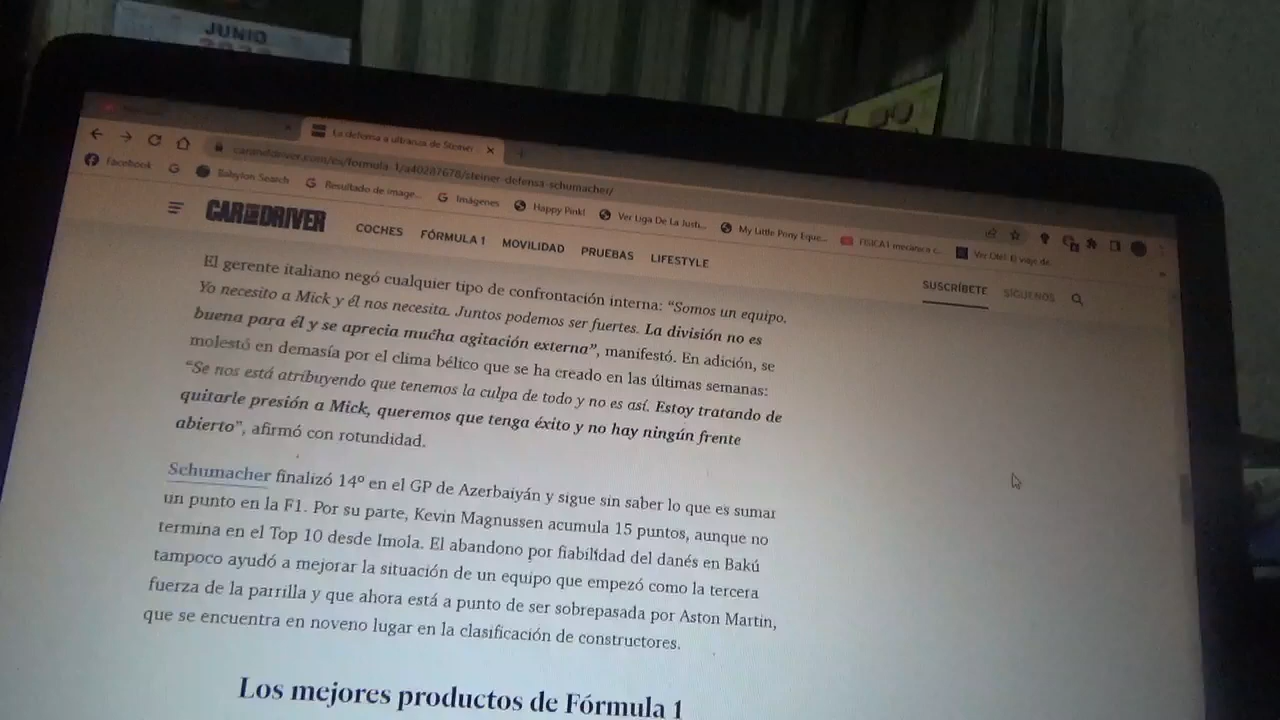 JUNIO
La defensa a ultranza de Steiner
caranddriver.com/es/formula-1/a40287678/steiner-defensa-schumacher/
Facebook
Babylon Search
Resultado de image...
Imágenes
Happy Pink!
Ver Liga De La Justi...
My Little Pony Eque...
FISICA I mecánica c...
CAR AND DRIVER
COCHES
FÓRMULA 1
MOVILIDAD
PRUEBAS
LIFESTYLE
SUSCRÍBETE
SÍGUENOS
El gerente italiano negó cualquier tipo de confrontación interna: “Somos un equipo.
Yo necesito a Mick y él nos necesita. Juntos podemos ser fuertes. La división no es
buena para él y se aprecia mucha agitación externa”, manifestó. En adición, se
molestó en demasía por el clima bélico que se ha creado en las últimas semanas:
“Se nos está atribuyendo que tenemos la culpa de todo y no es así. Estoy tratando de
quitarle presión a Mick, queremos que tenga éxito y no hay ningún frente
abierto”, afirmó con rotundidad.
Schumacher finalizó 14º en el GP de Azerbaiyán y sigue sin saber lo que es sumar
un punto en la F1. Por su parte, Kevin Magnussen acumula 15 puntos, aunque no
termina en el Top 10 desde Imola. El abandono por fiabilidad del danés en Bakú
tampoco ayudó a mejorar la situación de un equipo que empezó como la tercera
fuerza de la parrilla y que ahora está a punto de ser sobrepasada por Aston Martin,
que se encuentra en noveno lugar en la clasificación de constructores.
Los mejores productos de Fórmula 1